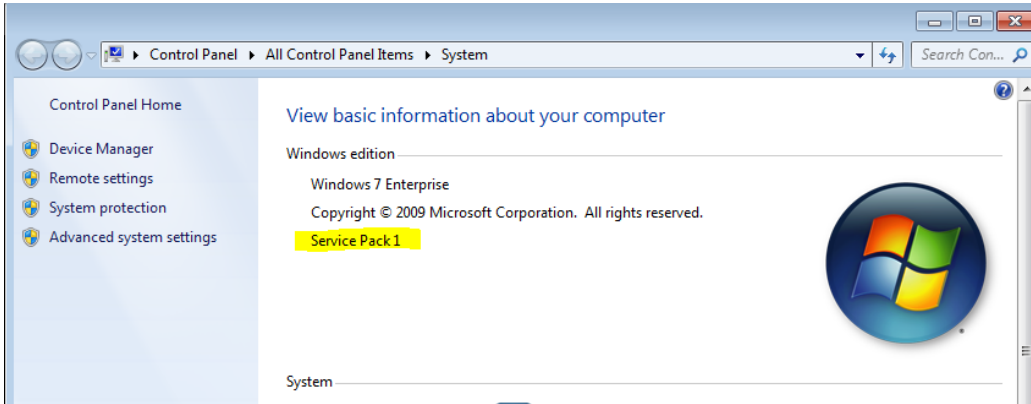 Control Panel ▸ All Control Panel Items ▸ System
Search Con...
Control Panel Home
Device Manager
Remote settings
System protection
Advanced system settings
View basic information about your computer
Windows edition
Windows 7 Enterprise
Copyright © 2009 Microsoft Corporation. All rights reserved.
Service Pack 1
System